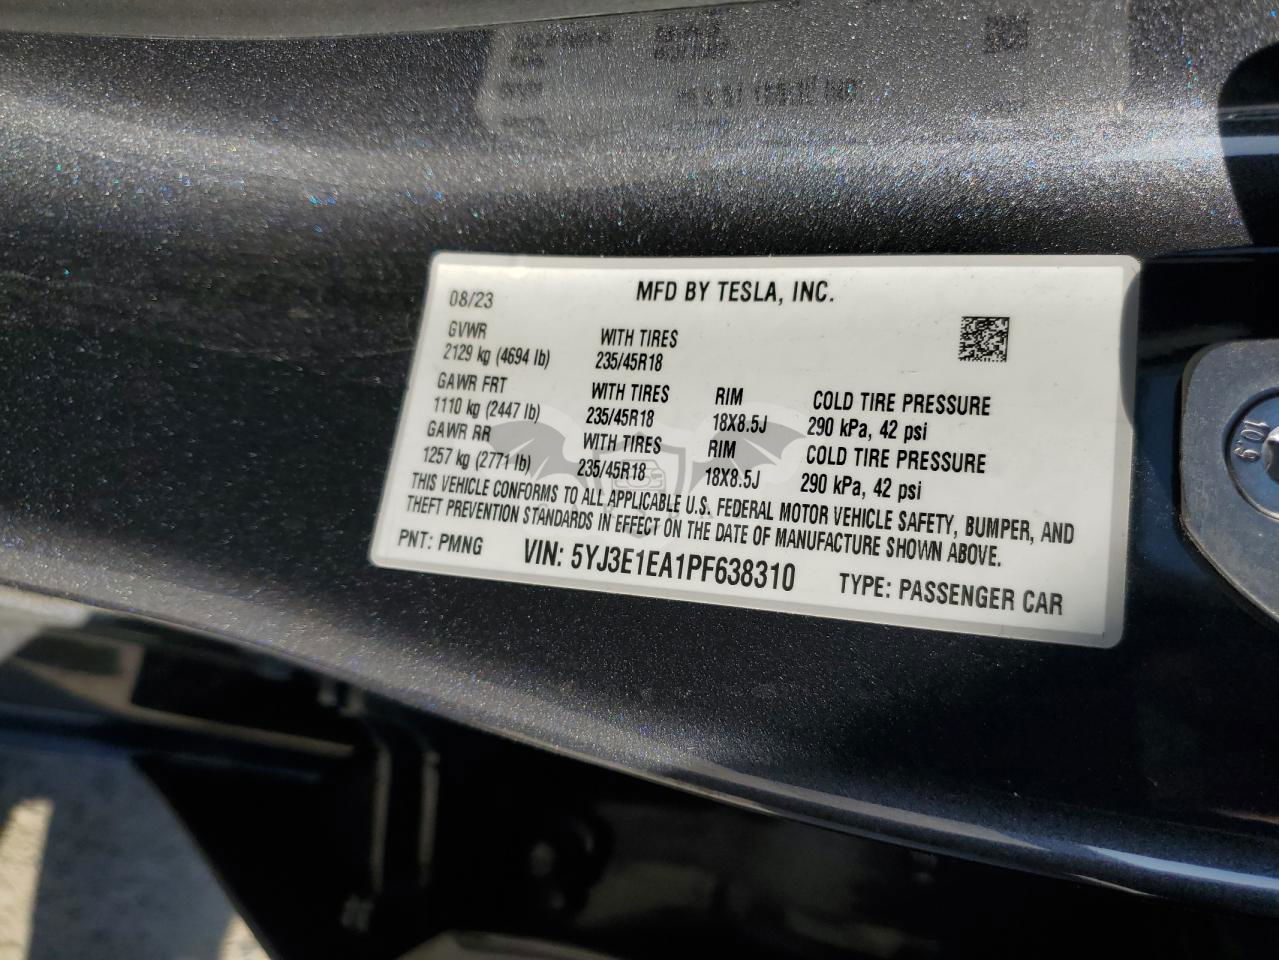 MFD BY TESLA, INC.
08/23
GVWR
2129 kg (4694 lb)
WITH TIRES
235/45R18
GAWR FRT
1110 kg (2447 lb)
WITH TIRES
235/45R18
RIM
18X8.5J
COLD TIRE PRESSURE
290 kPa, 42 psi
GAWR RR
1257 kg (2771 lb)
WITH TIRES
235/45R18
RIM
18X8.5J
COLD TIRE PRESSURE
290 kPa, 42 psi
THIS VEHICLE CONFORMS TO ALL APPLICABLE U.S. FEDERAL MOTOR VEHICLE SAFETY, BUMPER, AND
THEFT PREVENTION STANDARDS IN EFFECT ON THE DATE OF MANUFACTURE SHOWN ABOVE.
PNT: PMNG
VIN: 5YJ3E1EA1PF638310
TYPE: PASSENGER CAR
10.9